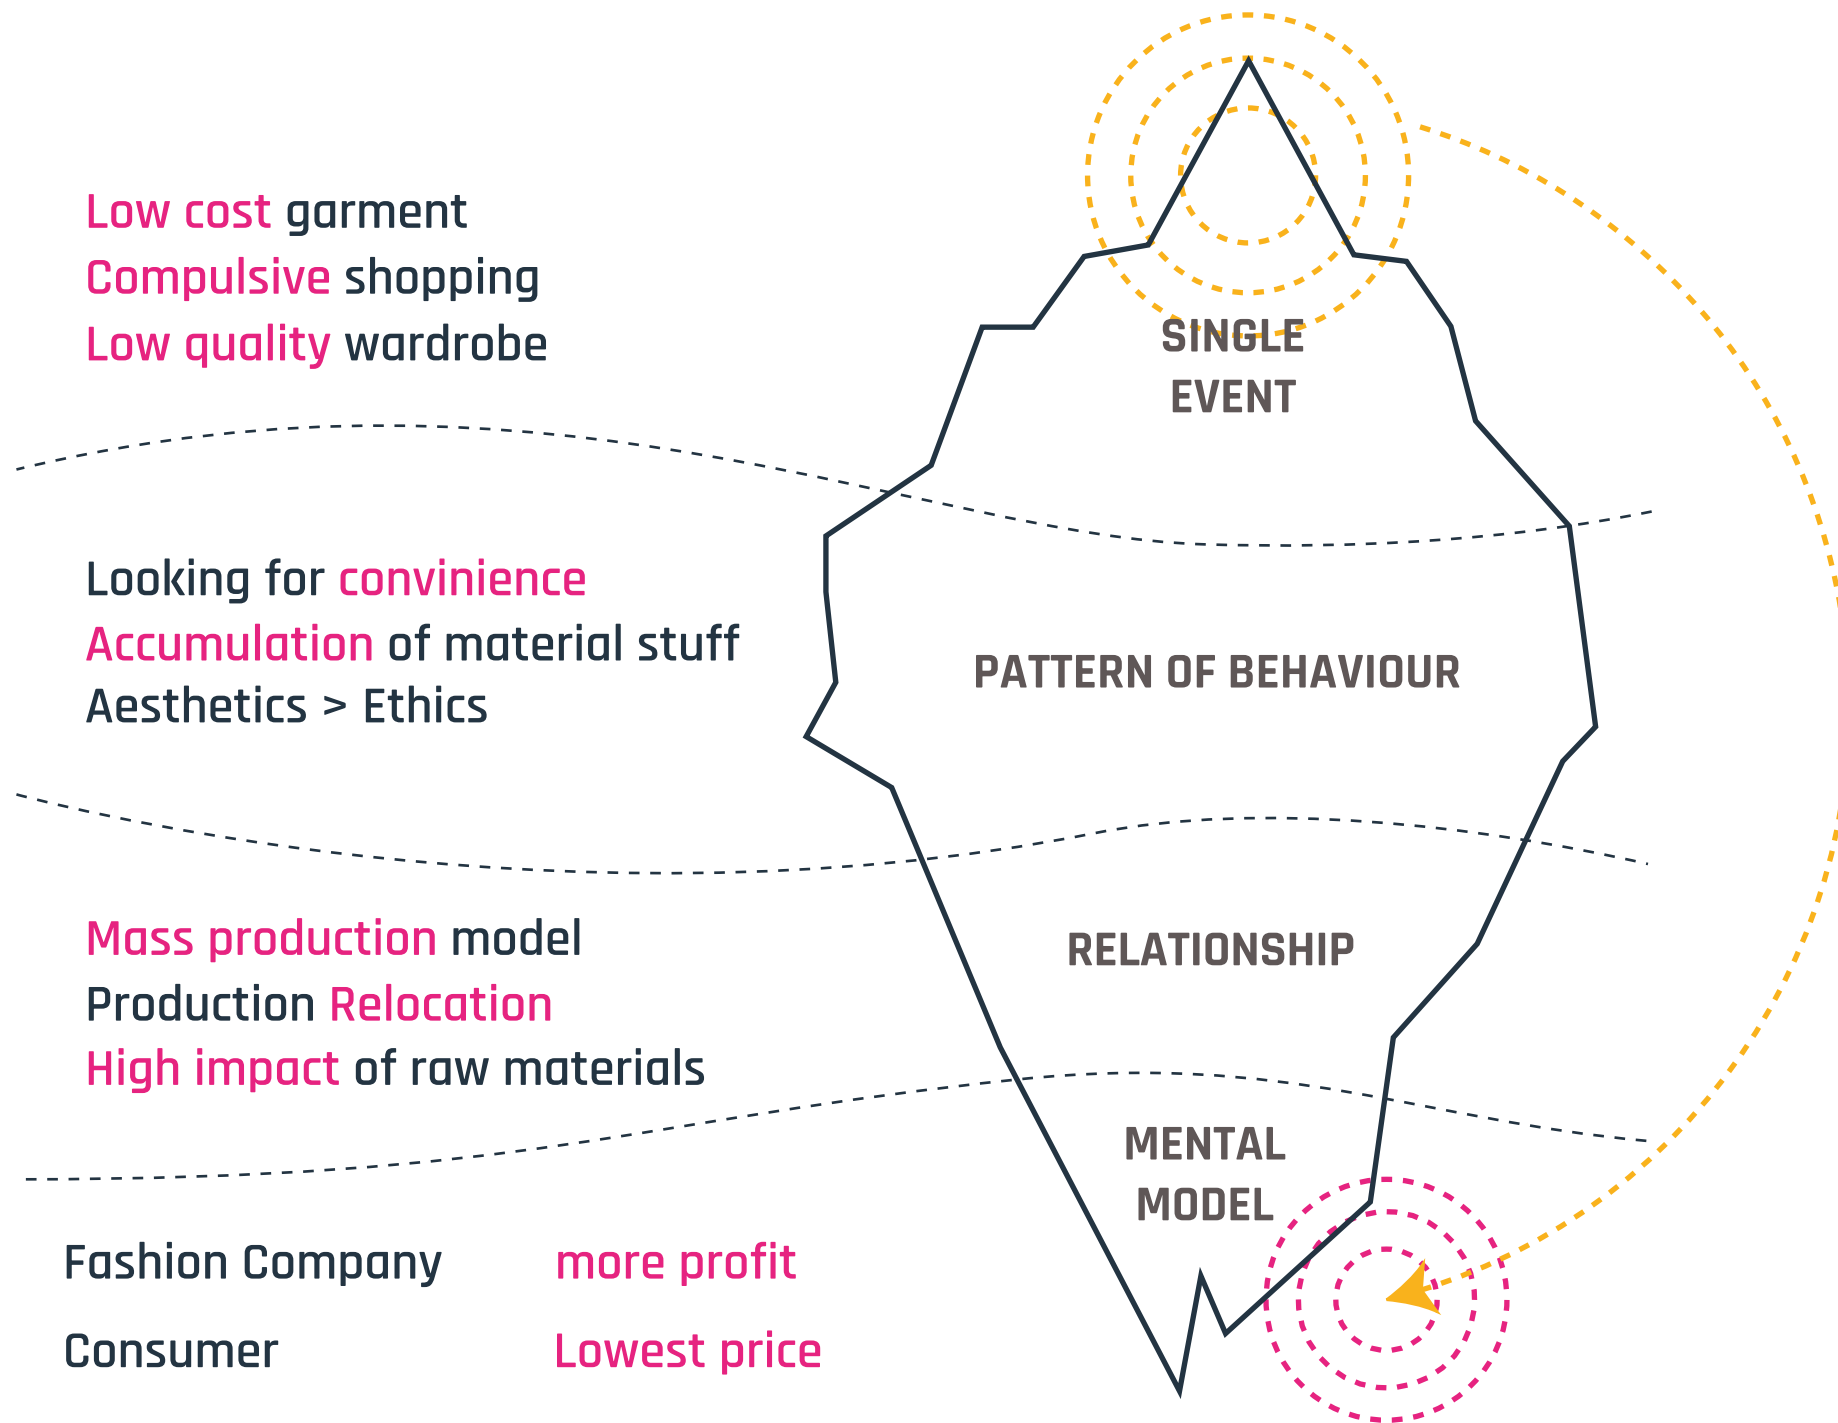 Low cost garment
Compulsive shopping
Low quality wardrobe
SINGLE
EVENT
Looking for convinience
Accumulation of material stuff
Aesthetics > Ethics
PATTERN OF BEHAVIOUR
Mass production model
Production Relocation
High impact of raw materials
RELATIONSHIP
MENTAL
MODEL
Fashion Company more profit
Consumer Lowest price